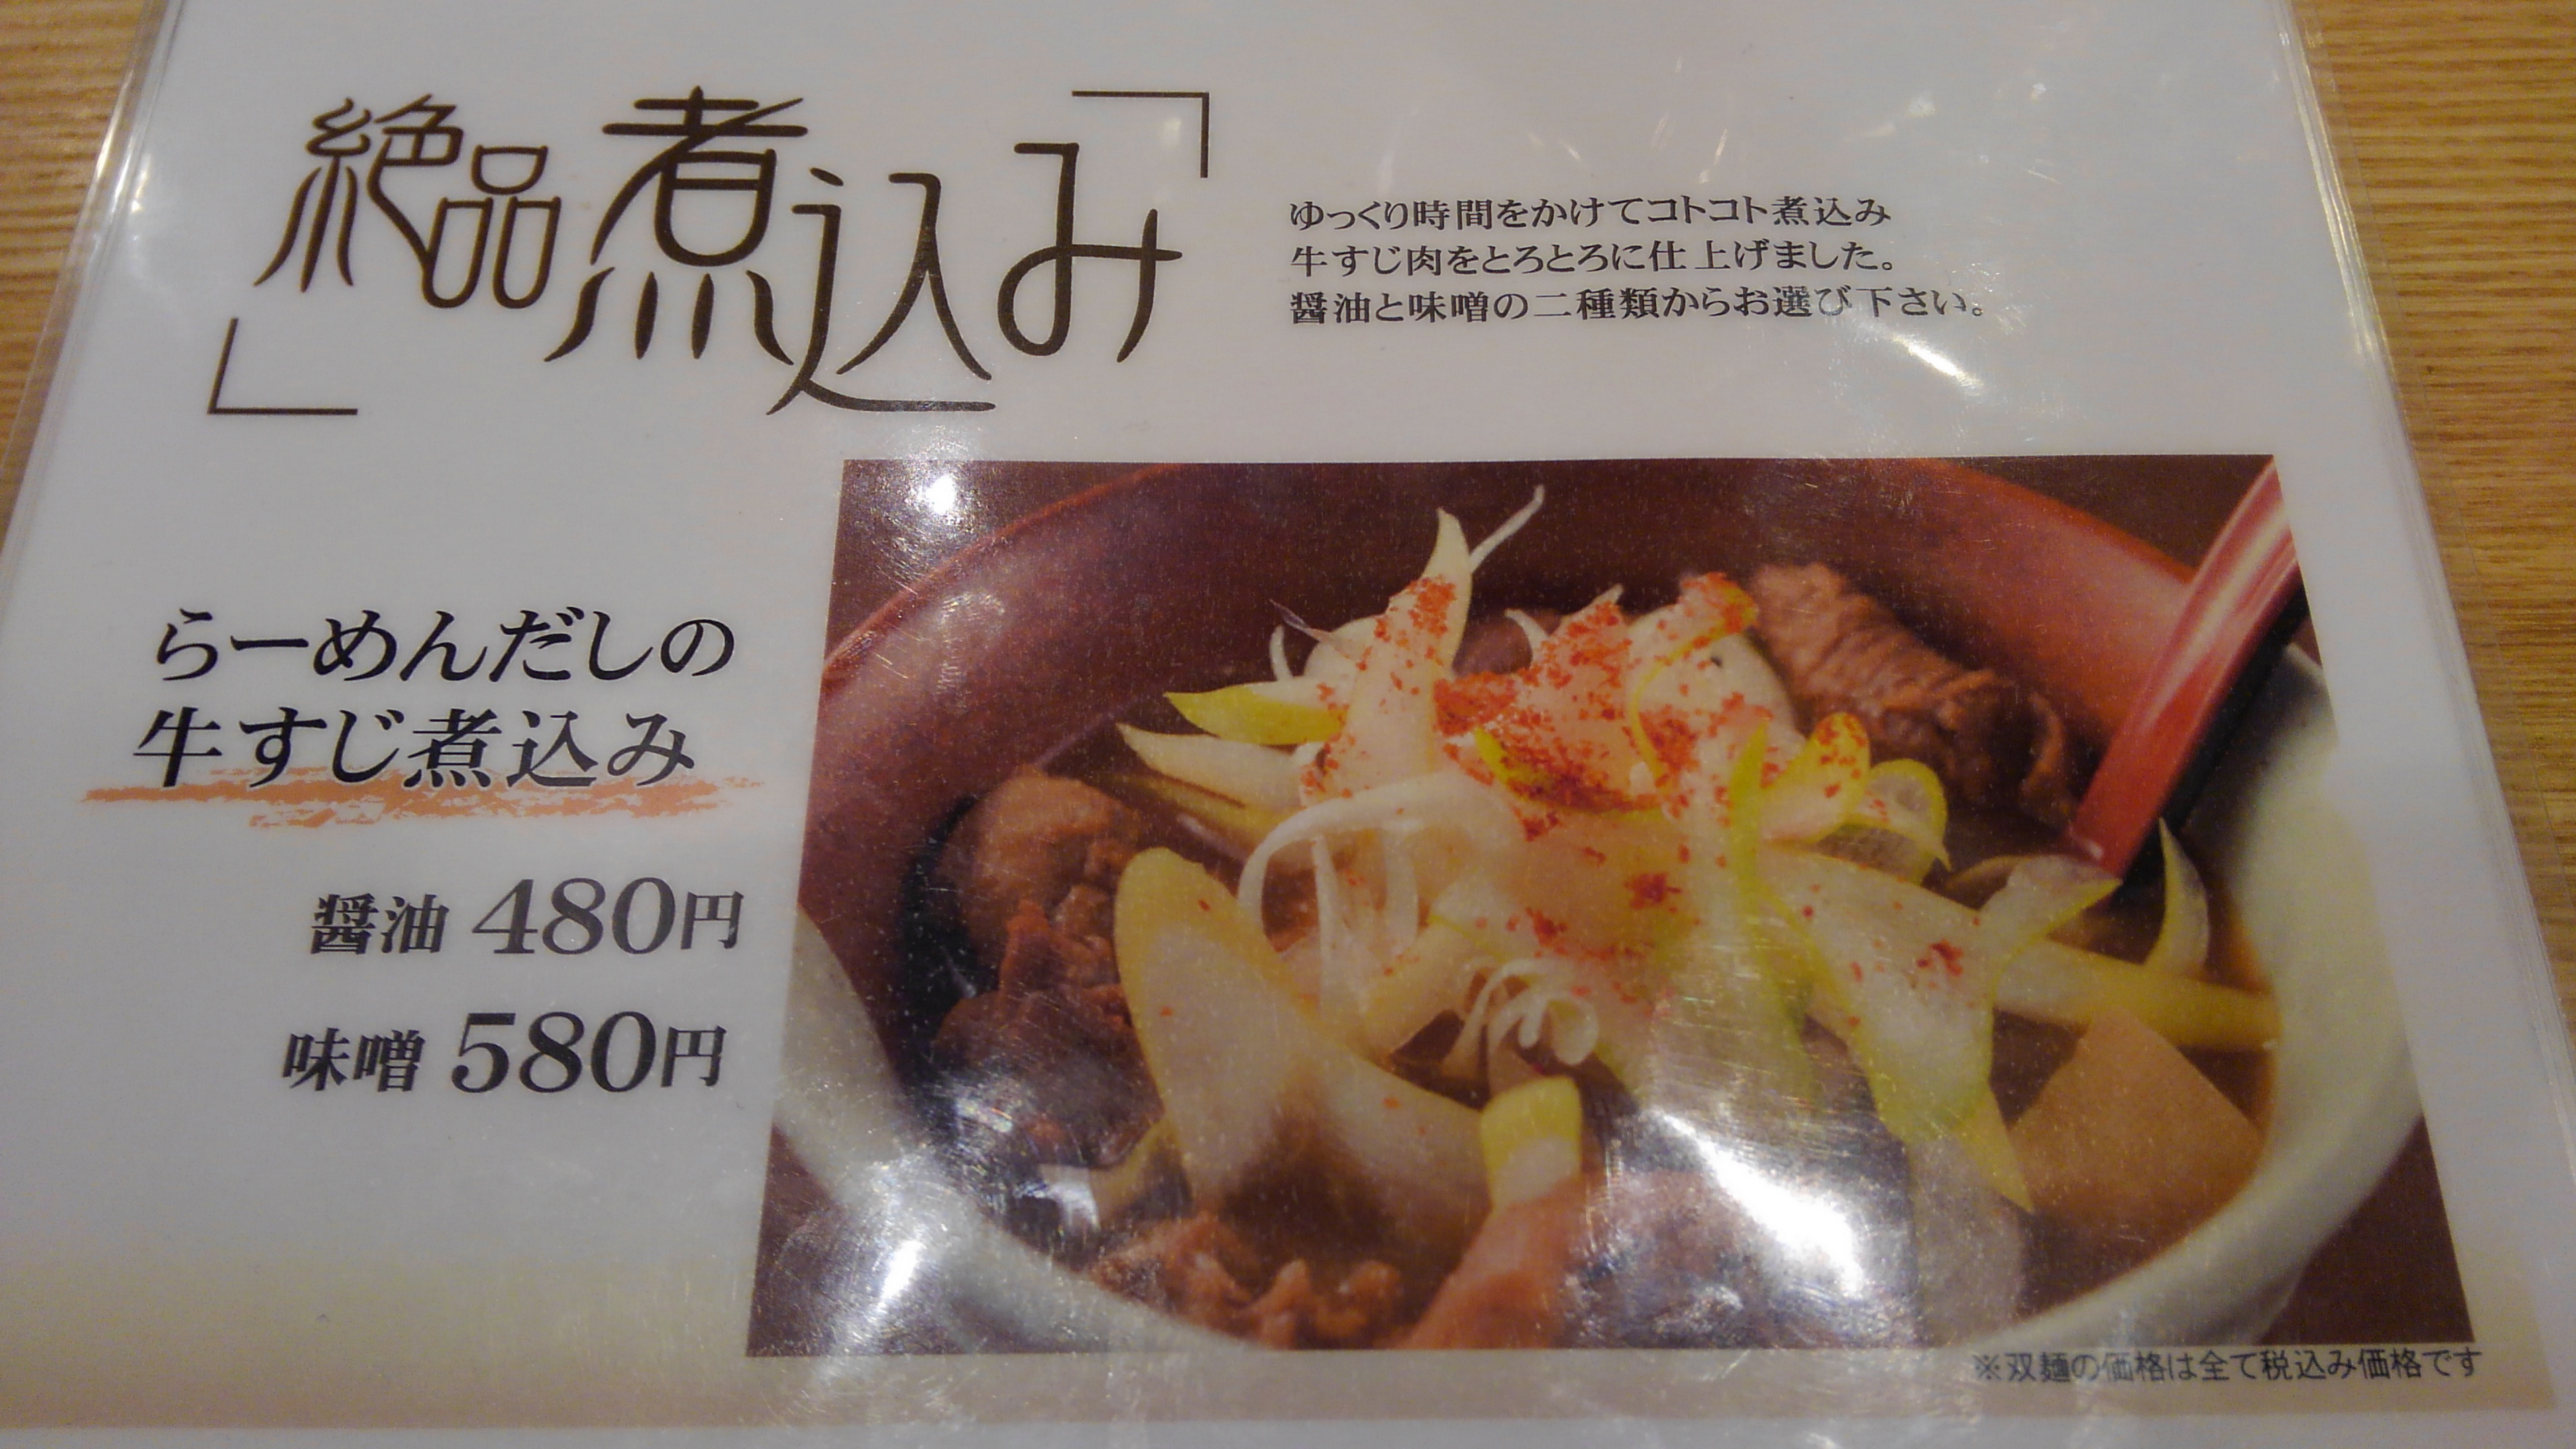 絶品煮込み
ゆっくり時間をかけてコトコト煮込み
牛すじ肉をとろとろに仕上げました。
醤油と味噌の二種類からお選び下さい。
らーめんだしの
牛すじ煮込み
醤油 480円
味噌 580円
※双麺の価格は全て税込み価格です